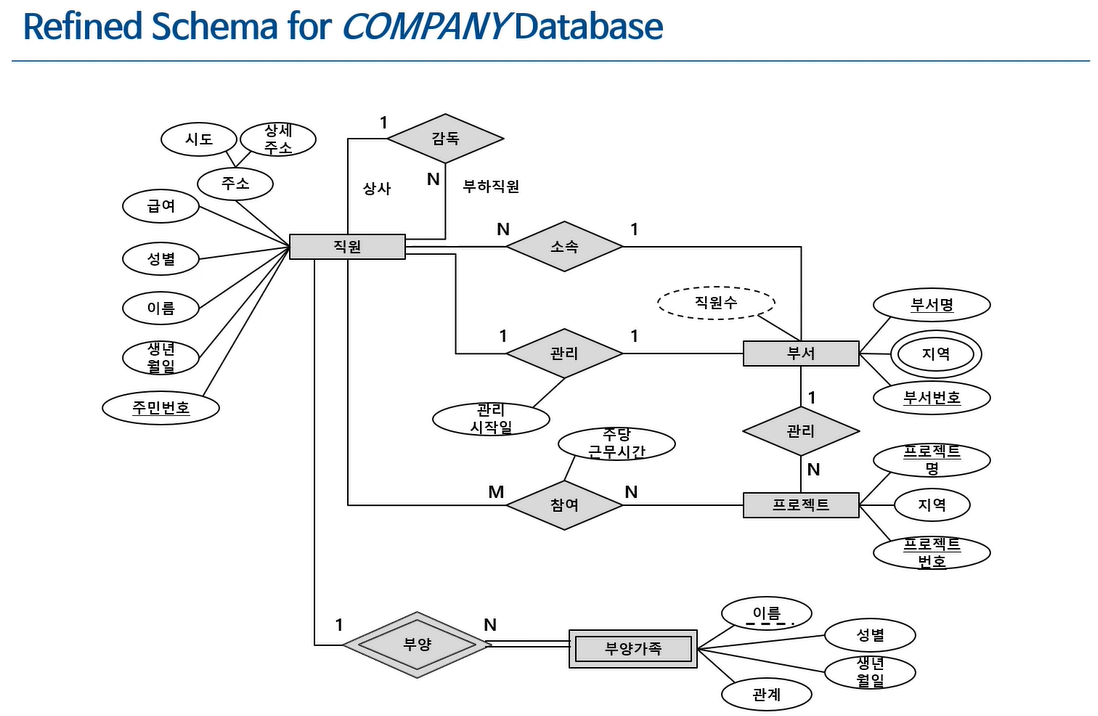 Refined Schema for COMPANY Database
시도
상세
주소
주소
급여
성별
이름
생년
월일
주민번호
1
감독
상사
N
부하직원
직원
N
소속
1
직원수
1
관리
1
부서
부서명
지역
부서번호
관리
시작일
1
관리
N
주당
근무시간
M
참여
N
프로젝트
프로젝트
명
지역
프로젝트
번호
1
부양
N
부양가족
이름
성별
생년
월일
관계